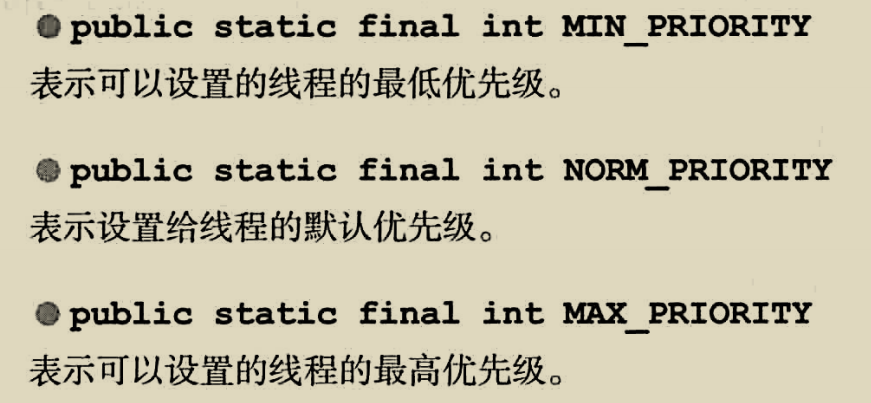 ●public static final int MIN_PRIORITY
表示可以设置的线程的最低优先级。
●public static final int NORM_PRIORITY
表示设置给线程的默认优先级。
●public static final int MAX_PRIORITY
表示可以设置的线程的最高优先级。